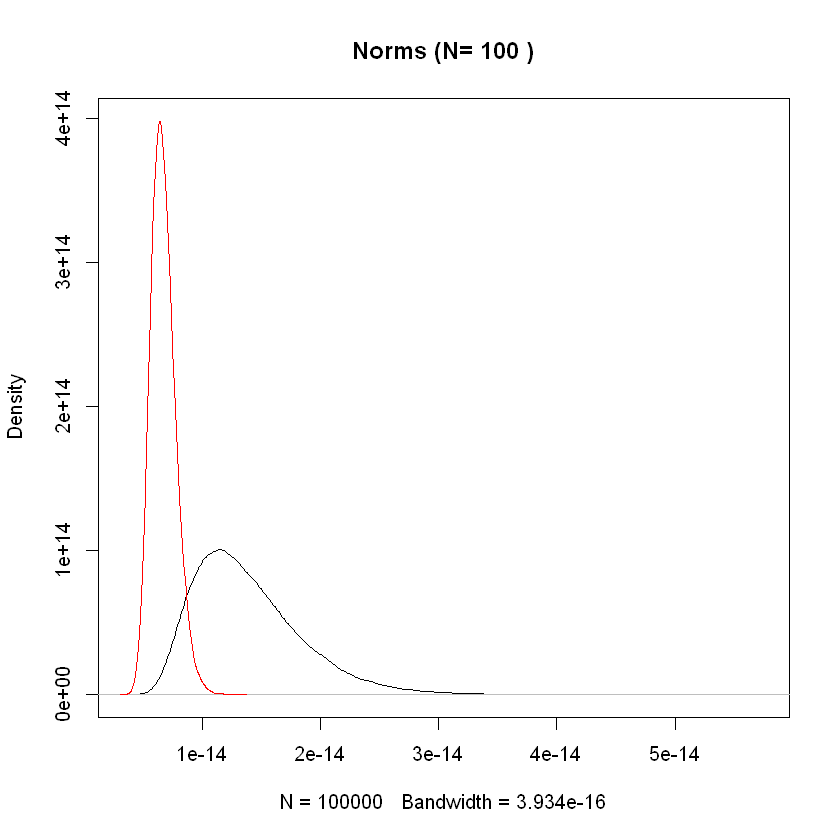 Norms (N= 100 )
Density
4e+14
3e+14
2e+14
1e+14
0e+00
1e-14 2e-14 3e-14 4e-14 5e-14
N = 100000 Bandwidth = 3.934e-16